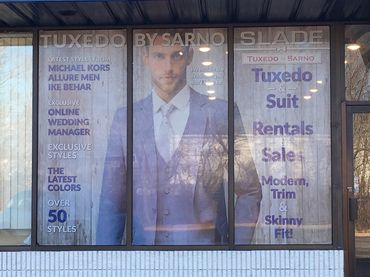 TUXEDO BY SARNO
LATEST STYLES FROM
MICHAEL KORS
ALLURE MEN
IKE BEHAR
EXCLUSIVE
ONLINE
WEDDING
MANAGER
EXCLUSIVE
STYLES
THE
LATEST
COLORS
OVER
50
STYLES
SLADE
TUXEDO BY SARNO
Tuxedo
&
Suit
Rentals
&
Sales
Modern,
Trim
&
Skinny
Fit!